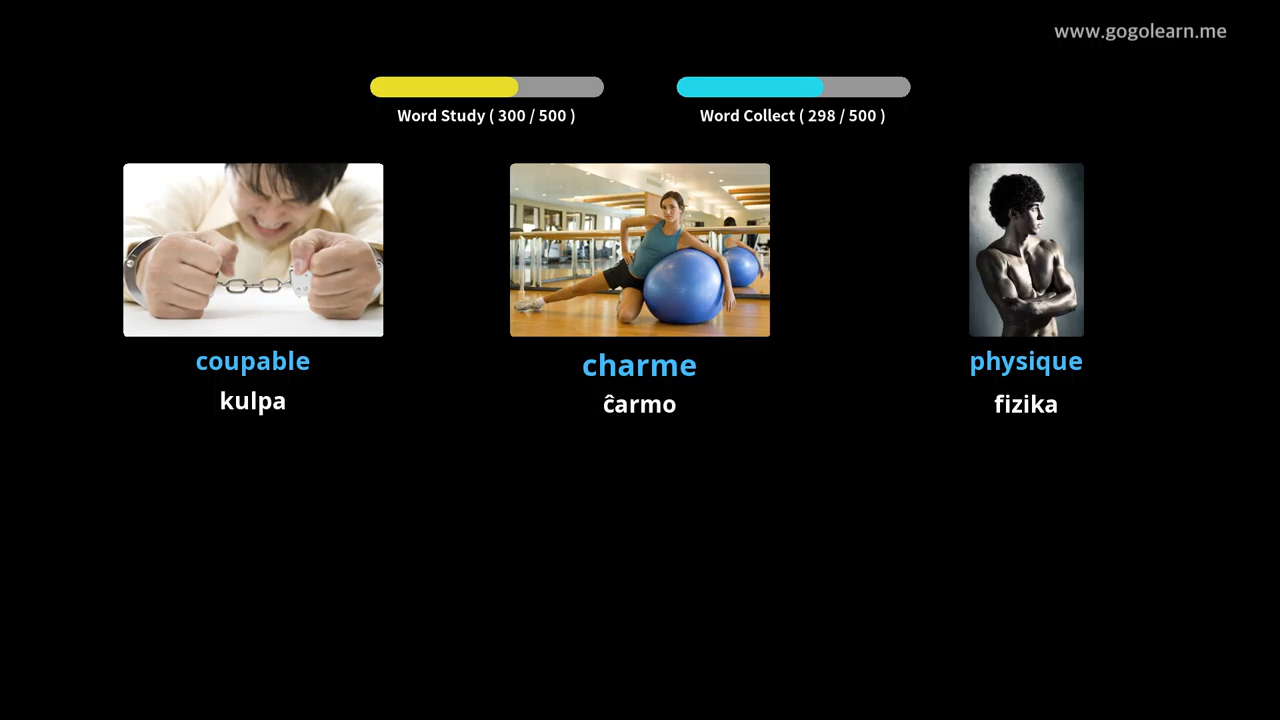 www.gogolearn.me
Word Study ( 300 / 500 )
Word Collect ( 298 / 500 )
coupable
charme
physique
kulpa
ĉarmo
fizika